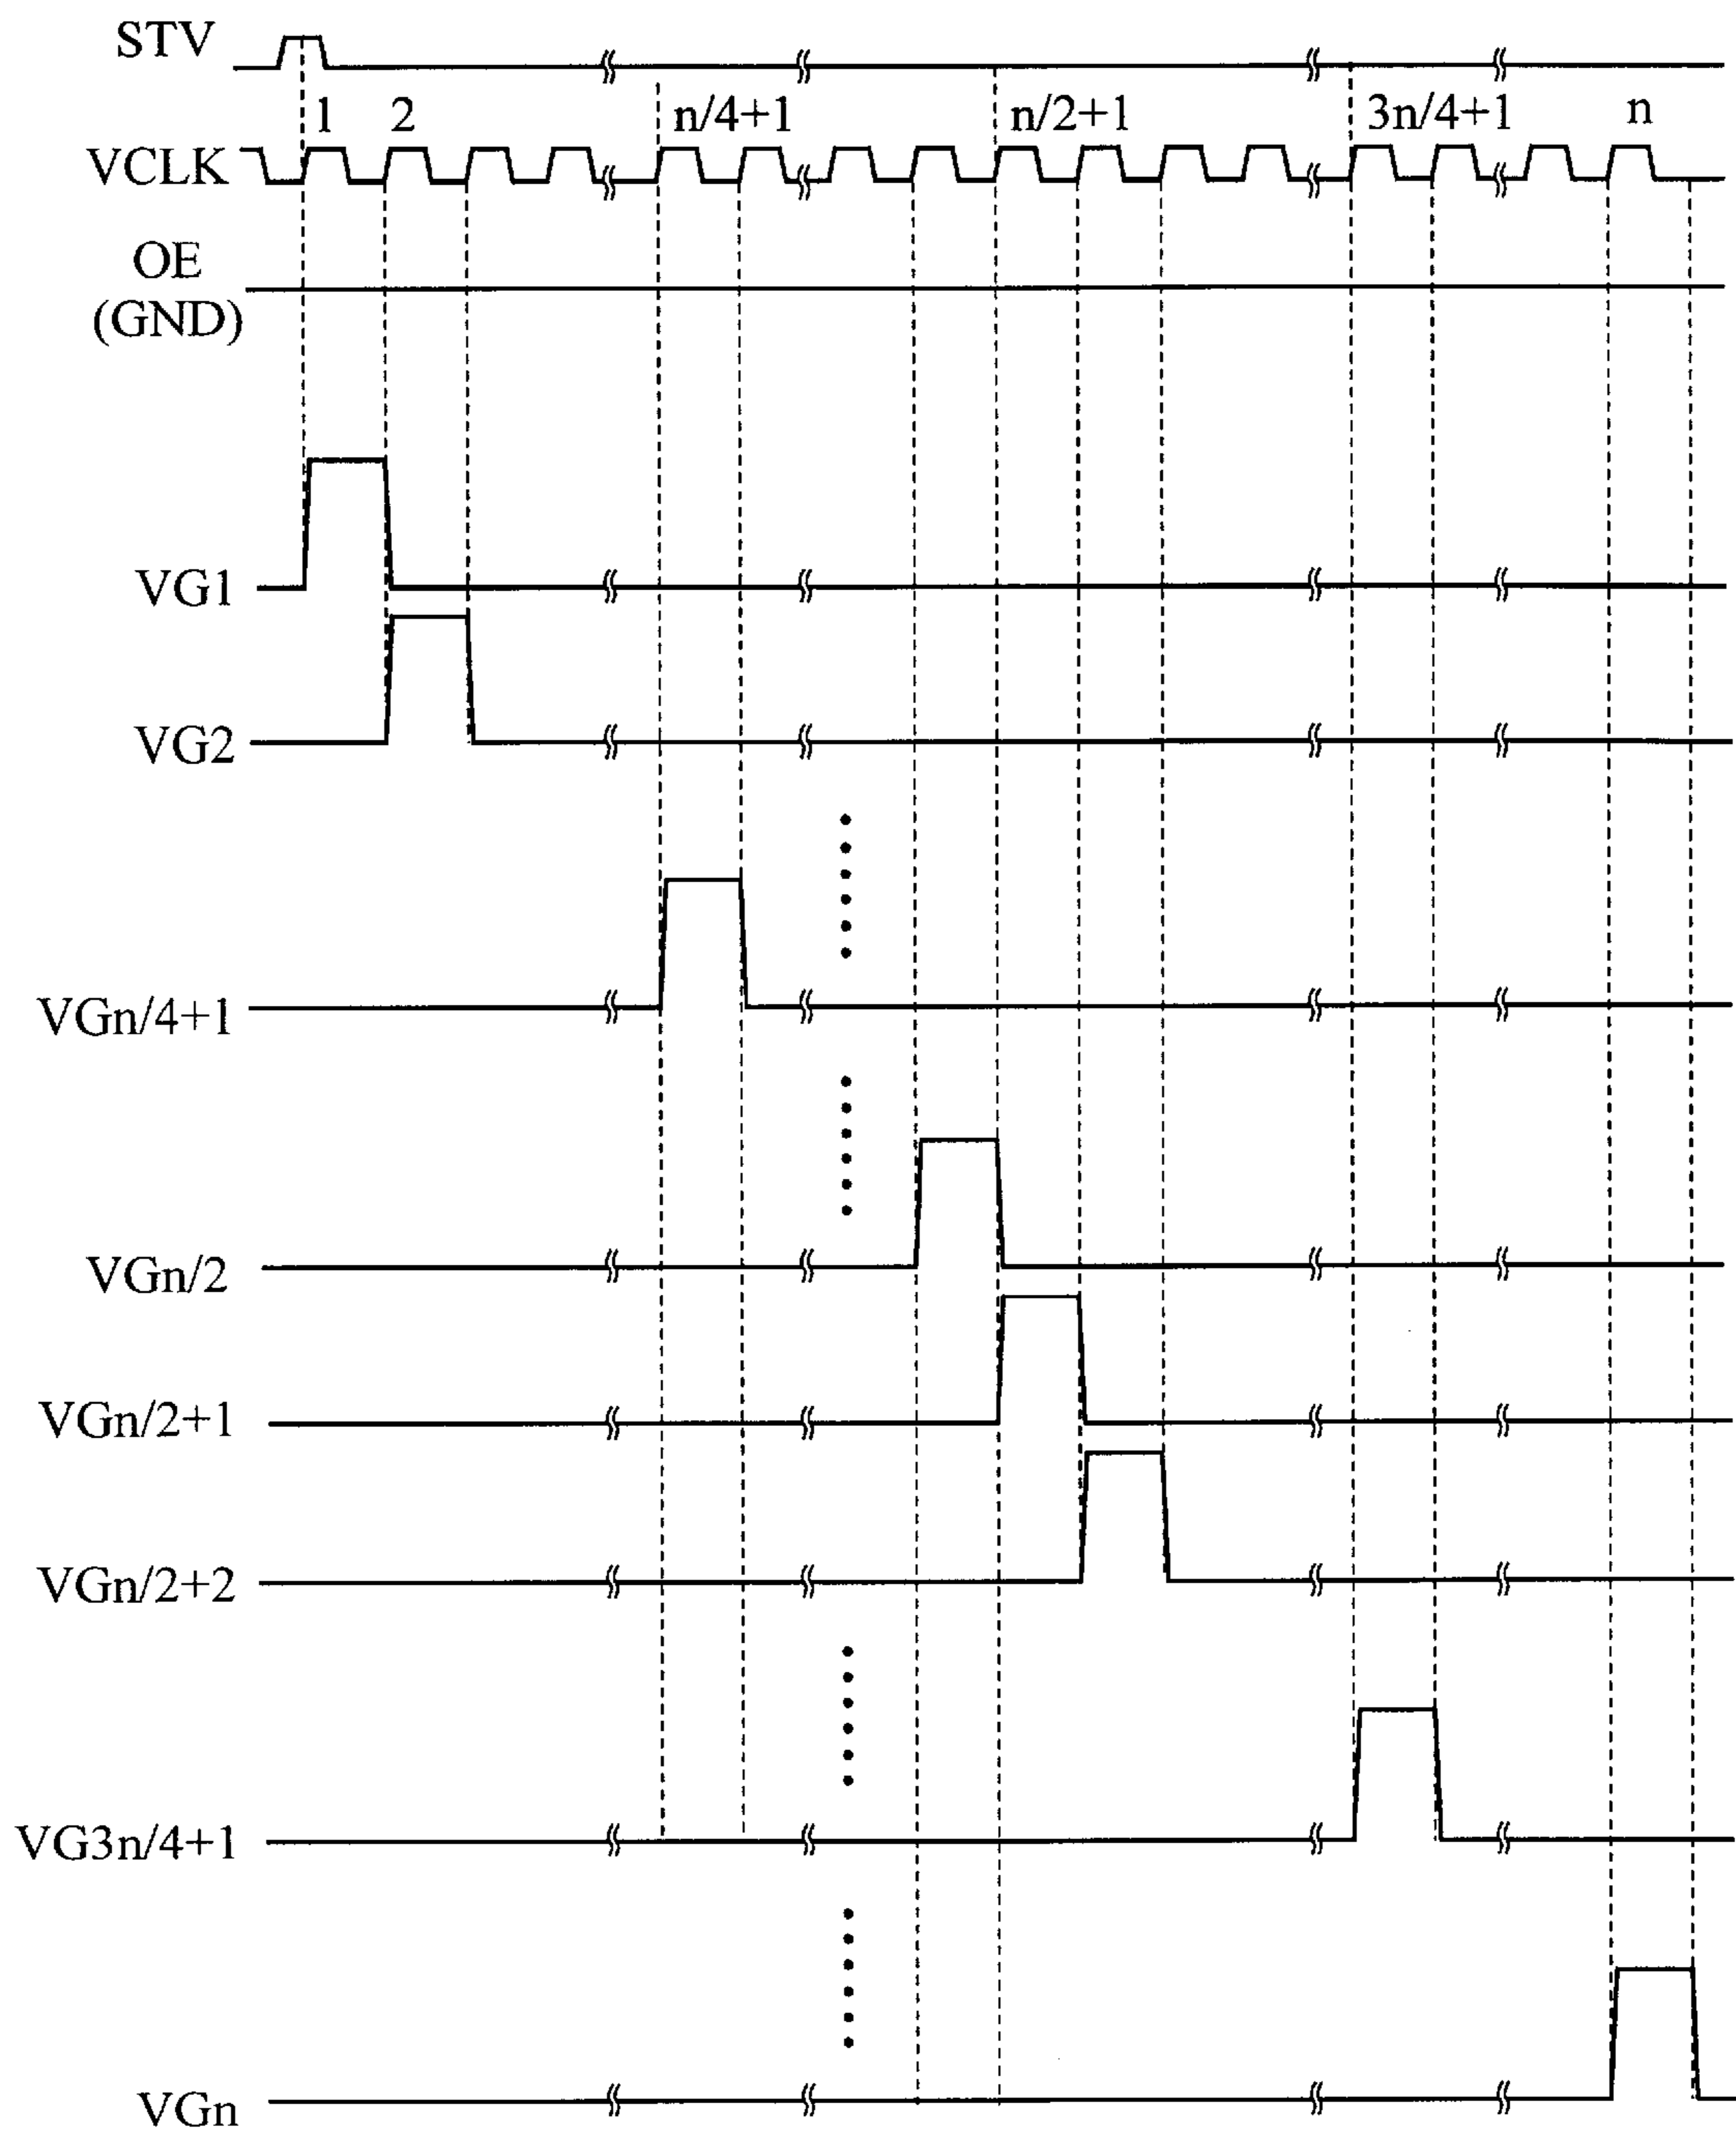 STV
1 2 n/4+1 n/2+1 3n/4+1 n
VCLK
OE
(GND)
VG1
VG2
VGn/4+1
VGn/2
VGn/2+1
VGn/2+2
VG3n/4+1
VGn